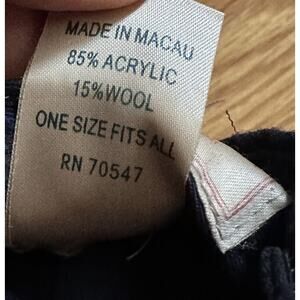 MADE IN MACAU
85% ACRYLIC
15%WOOL
ONE SIZE FITS ALL
RN 70547